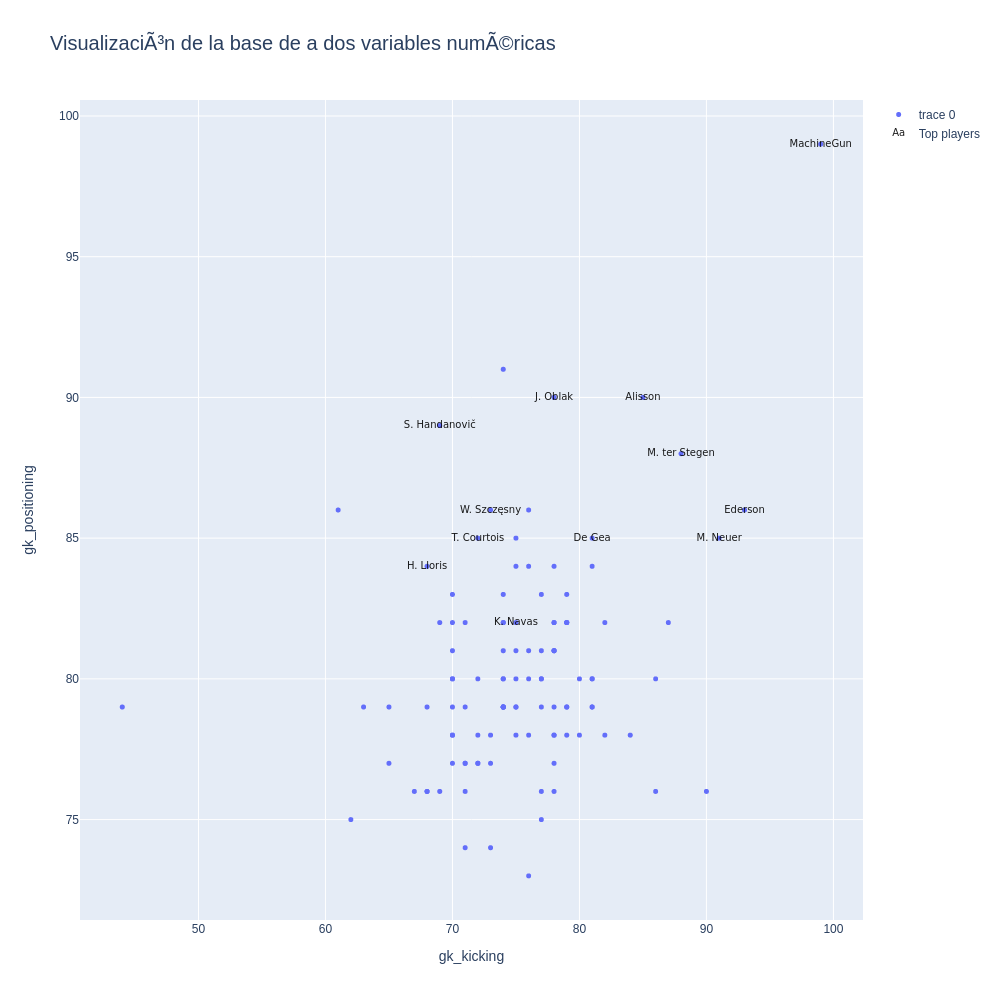 VisualizaciÃ³n de la base de a dos variables numÃ©ricas
trace 0
Aa
Top players
100
95
90
85
80
75
gk_positioning
MachineGun
J. Oblak
Alisson
S. Handanovič
M. ter Stegen
W. Szczęsny
Ederson
T. Courtois
De Gea
M. Neuer
H. Lloris
K. Navas
50
60
70
80
90
100
gk_kicking